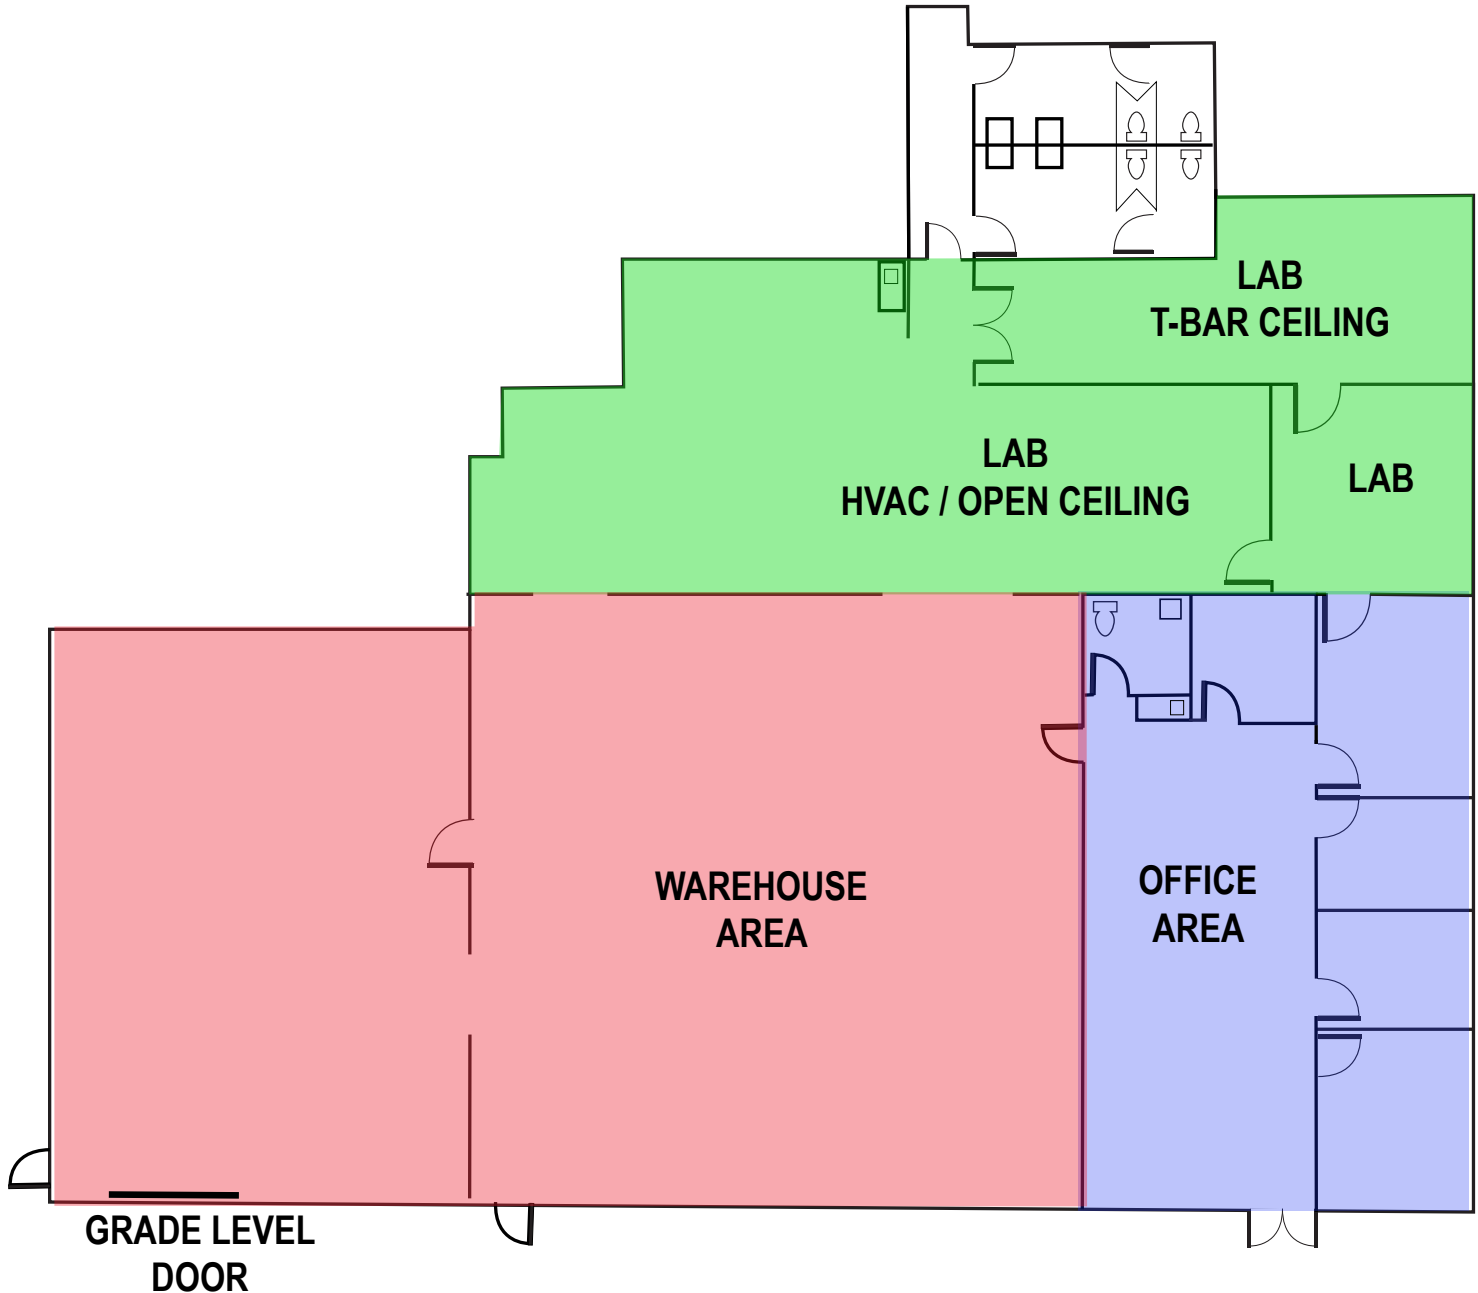 LAB
T-BAR CEILING
LAB
HVAC / OPEN CEILING
LAB
WAREHOUSE
AREA
OFFICE
AREA
GRADE LEVEL
DOOR